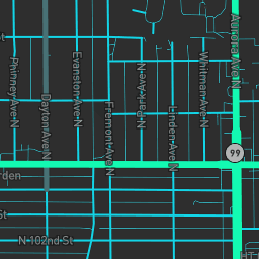 Aurora Ave N
Phinney Ave N
Evanston Ave N
Whitman Ave N
Park Ave N
Dayton Ave N
Fremont Ave N
Linden Ave N
99
N 102nd St